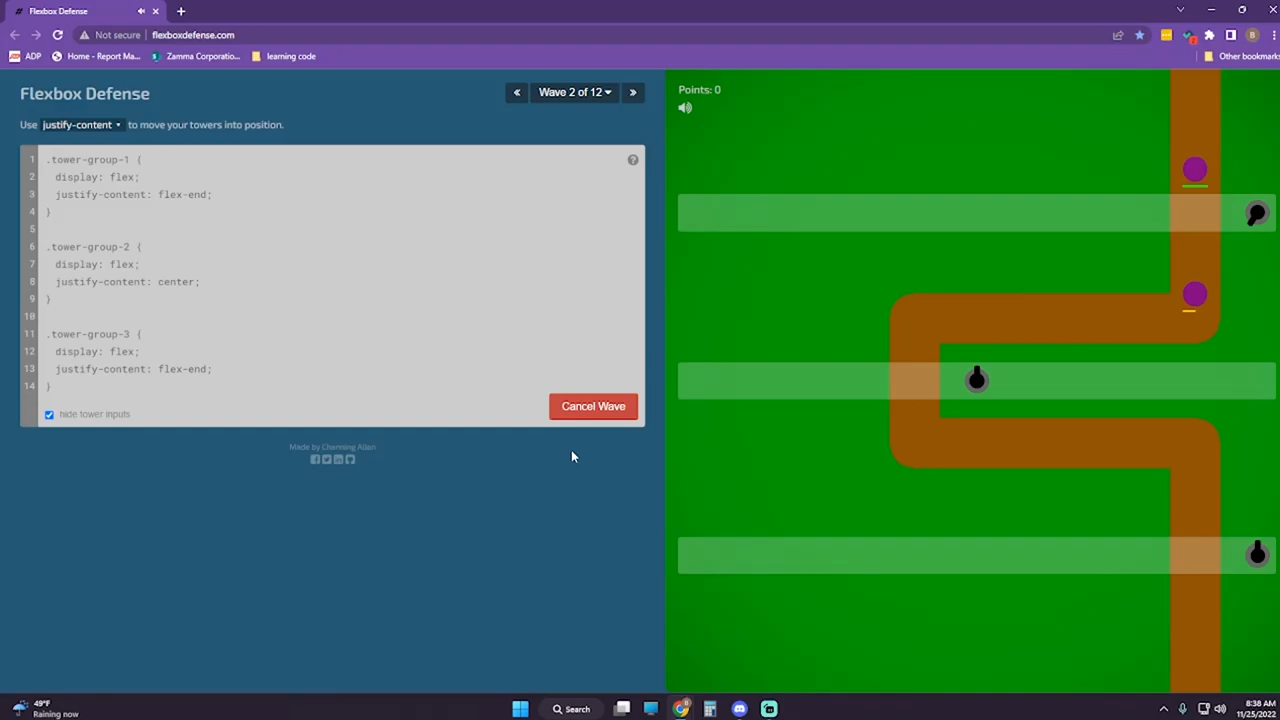 Flexbox Defense
Not secure flexboxdefense.com
B
ADP Home - Report Ma... Zamma Corporatio... learning code Other bookmarks
Flexbox Defense
Wave 2 of 12
Use justify-content to move your towers into position.
1 .tower-group-1 {
2 display: flex;
3 justify-content: flex-end;
4 }
5
6 .tower-group-2 {
7 display: flex;
8 justify-content: center;
9 }
10
11 .tower-group-3 {
12 display: flex;
13 justify-content: flex-end;
14 }
hide tower inputs
Cancel Wave
Made by Channing Allen
Points: 0
49°F
Raining now
Search
8:38 AM
11/25/2022